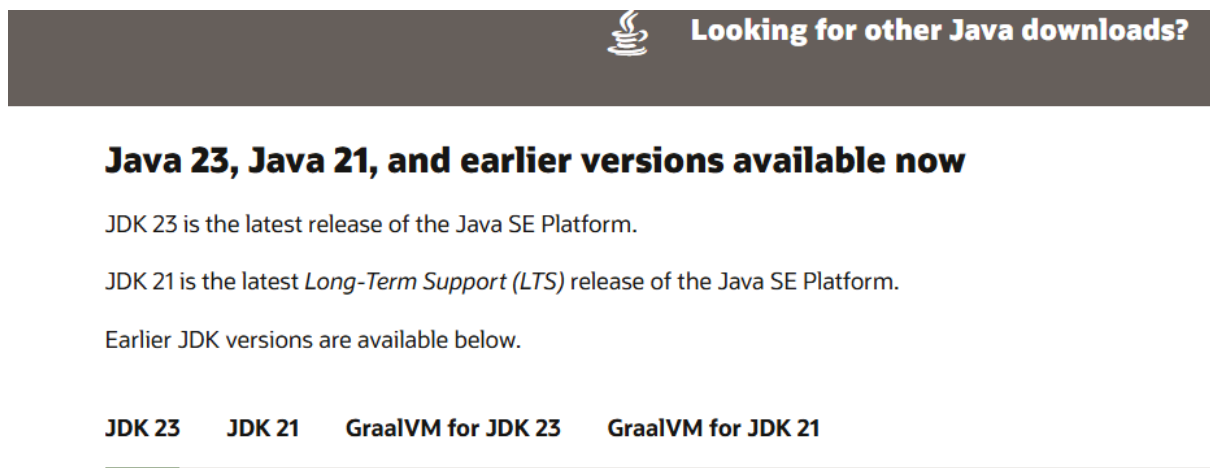 Looking for other Java downloads?
Java 23, Java 21, and earlier versions available now
JDK 23 is the latest release of the Java SE Platform.
JDK 21 is the latest Long-Term Support (LTS) release of the Java SE Platform.
Earlier JDK versions are available below.
JDK 23 JDK 21 GraalVM for JDK 23 GraalVM for JDK 21